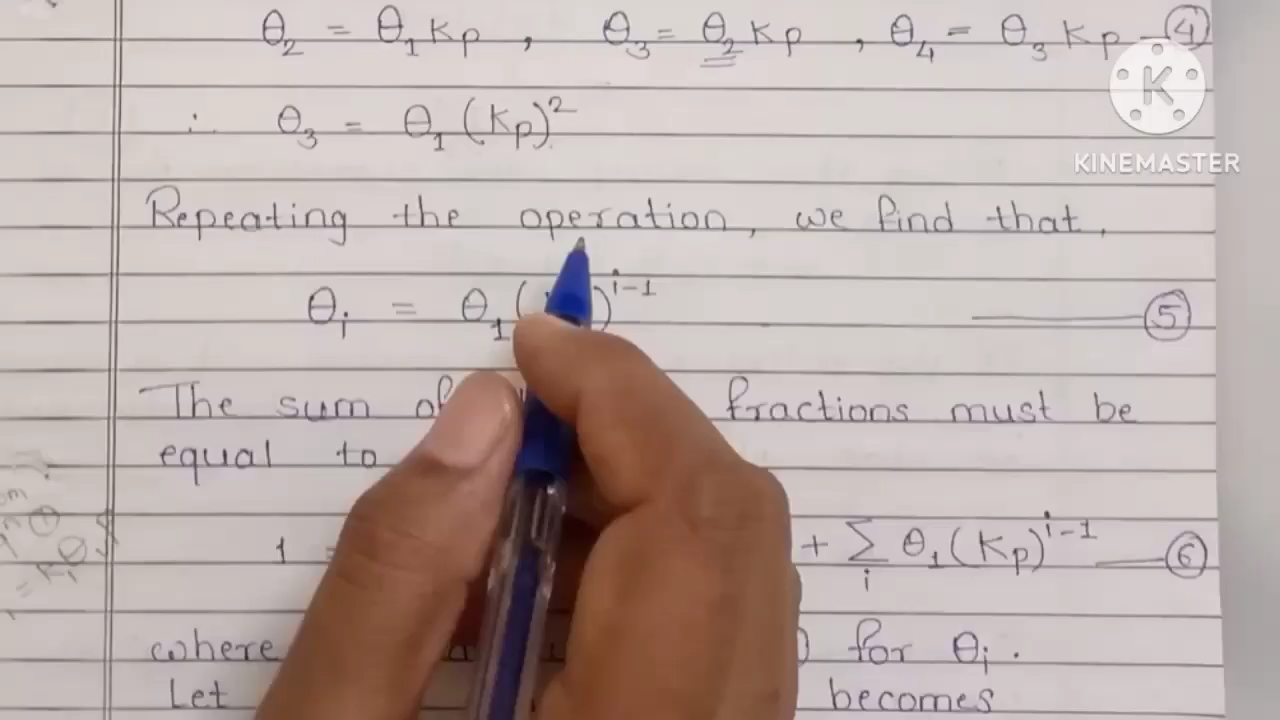 θ₂ = θ₁ Kp , θ₃ = θ₂ Kp , θ₄ = θ₃ Kp — ④
K
KINEMASTER
∴ θ₃ = θ₁ (Kp)²
Repeating the operation, we find that,
θᵢ = θ₁ ( )ⁱ⁻¹ —— ⑤
The sum of fractions must be
equal to
1 = + Σᵢ θ₁ (Kp)ⁱ⁻¹ —— ⑥
where for θᵢ.
Let becomes